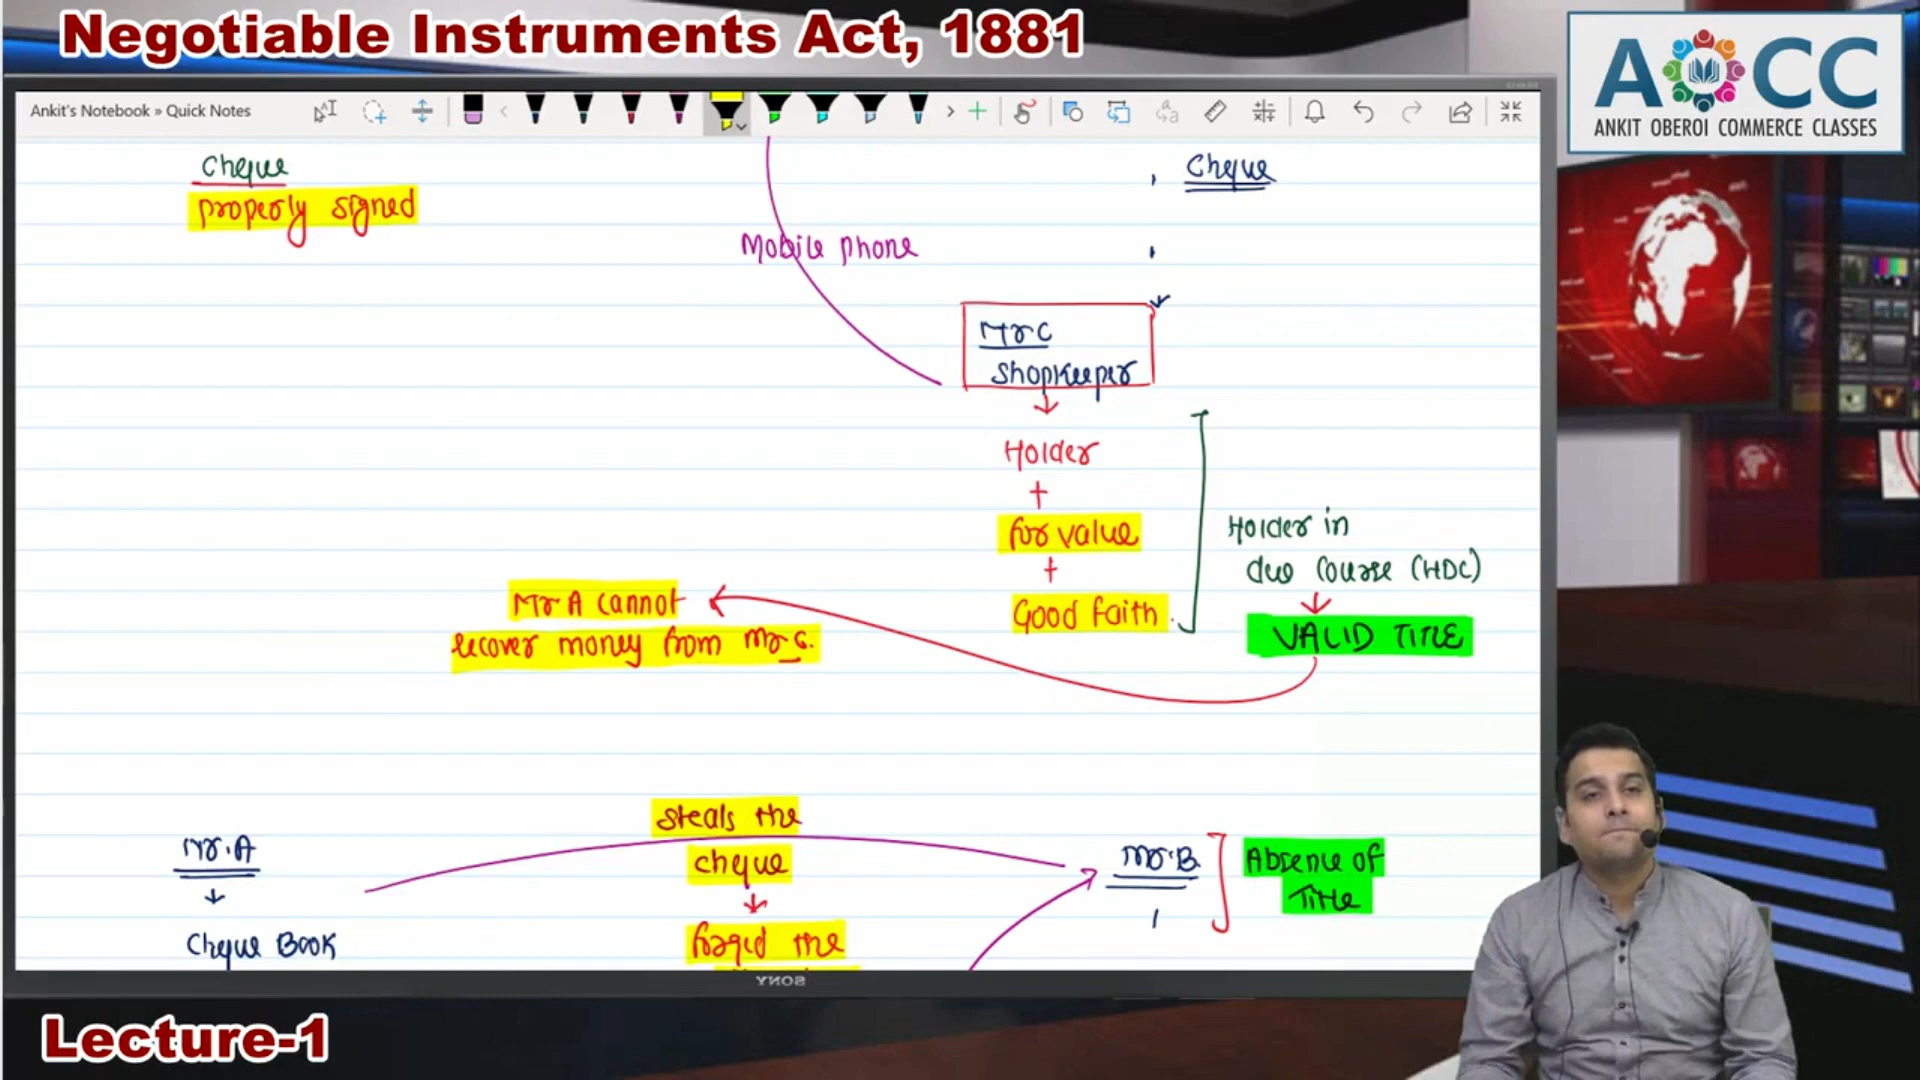 Negotiable Instruments Act, 1881
AOCC
ANKIT OBEROI COMMERCE CLASSES
Ankit's Notebook » Quick Notes
Cheque
properly signed
Cheque
Mobile phone
Mr C
Shopkeeper
Holder
+
for value
+
Good faith.
Holder in
due course (HDC)
VALID TITLE
Mr. A cannot
recover money from Mr C.
Steals the
cheque
forged the
Mr. A
Cheque Book
Mr. B
Absence of
Title
SONY
Lecture-1